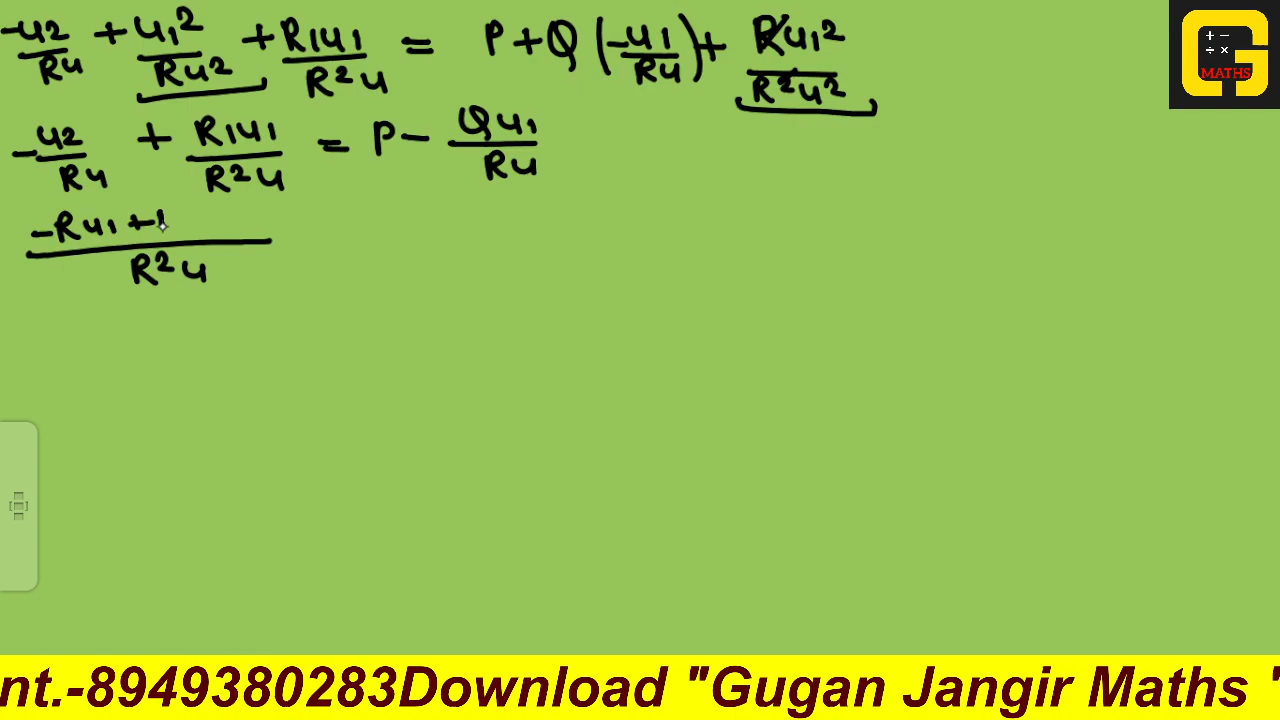 -u2/Ru + u1²/Ru² + R1u1/R²u = P + Q (-u1/Ru) + Ru1²/R²u²
-u2/Ru + R1u1/R²u = P - Qu1/Ru
-Ru1 +
R²u
+ -
÷ ×
MATHS
nt.-8949380283Download "Gugan Jangir Maths "